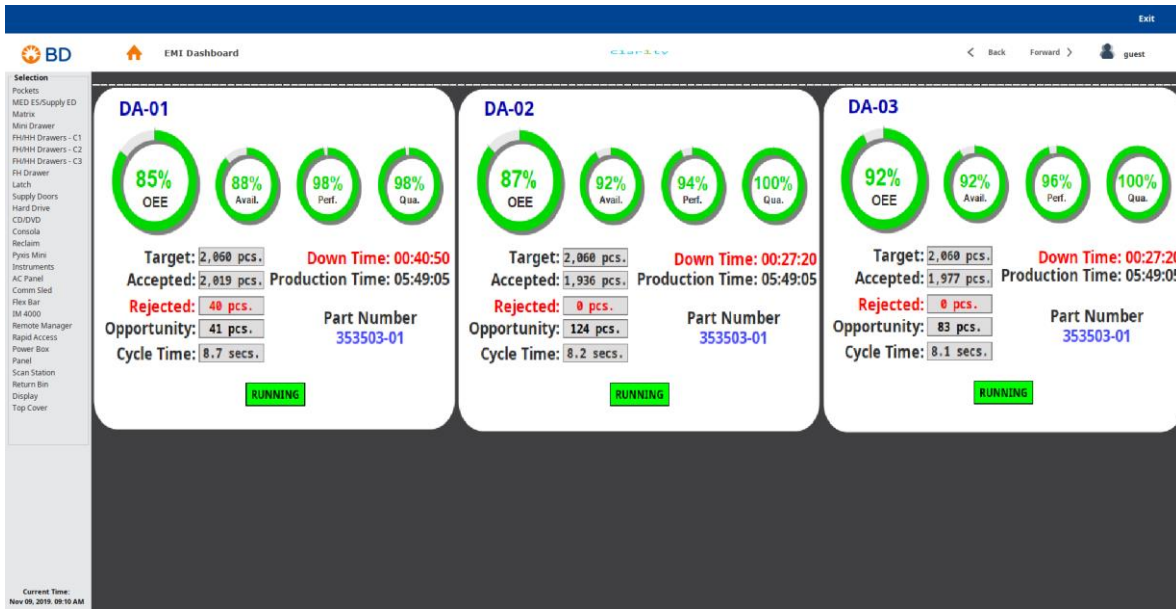 Exit
BD
EMI Dashboard
Clarity
Back
Forward
guest
Selection
Pockets
MED ES/Supply ED
Matrix
Mini Drawer
FH/HH Drawers - C1
FH/HH Drawers - C2
FH/HH Drawers - C3
FH Drawer
Latch
Supply Doors
Hard Drive
CD/DVD
Consola
Reclaim
Pyxis Mini
Instruments
AC Panel
Comm Sled
Flex Bar
IM 4000
Remote Manager
Rapid Access
Power Box
Panel
Scan Station
Return Bin
Display
Top Cover
Current Time:
Nov 09, 2019. 09:10 AM
DA-01
85%
OEE
88%
Avail.
98%
Perf.
98%
Qua.
Target: 2,060 pcs.
Accepted: 2,019 pcs.
Rejected: 40 pcs.
Opportunity: 41 pcs.
Cycle Time: 8.7 secs.
Down Time: 00:40:50
Production Time: 05:49:05
Part Number
353503-01
RUNNING
DA-02
87%
OEE
92%
Avail.
94%
Perf.
100%
Qua.
Target: 2,060 pcs.
Accepted: 1,936 pcs.
Rejected: 0 pcs.
Opportunity: 124 pcs.
Cycle Time: 8.2 secs.
Down Time: 00:27:20
Production Time: 05:49:05
Part Number
353503-01
RUNNING
DA-03
92%
OEE
92%
Avail.
96%
Perf.
100%
Qua.
Target: 2,060 pcs.
Accepted: 1,977 pcs.
Rejected: 0 pcs.
Opportunity: 83 pcs.
Cycle Time: 8.1 secs.
Down Time: 00:27:20
Production Time: 05:49:05
Part Number
353503-01
RUNNING